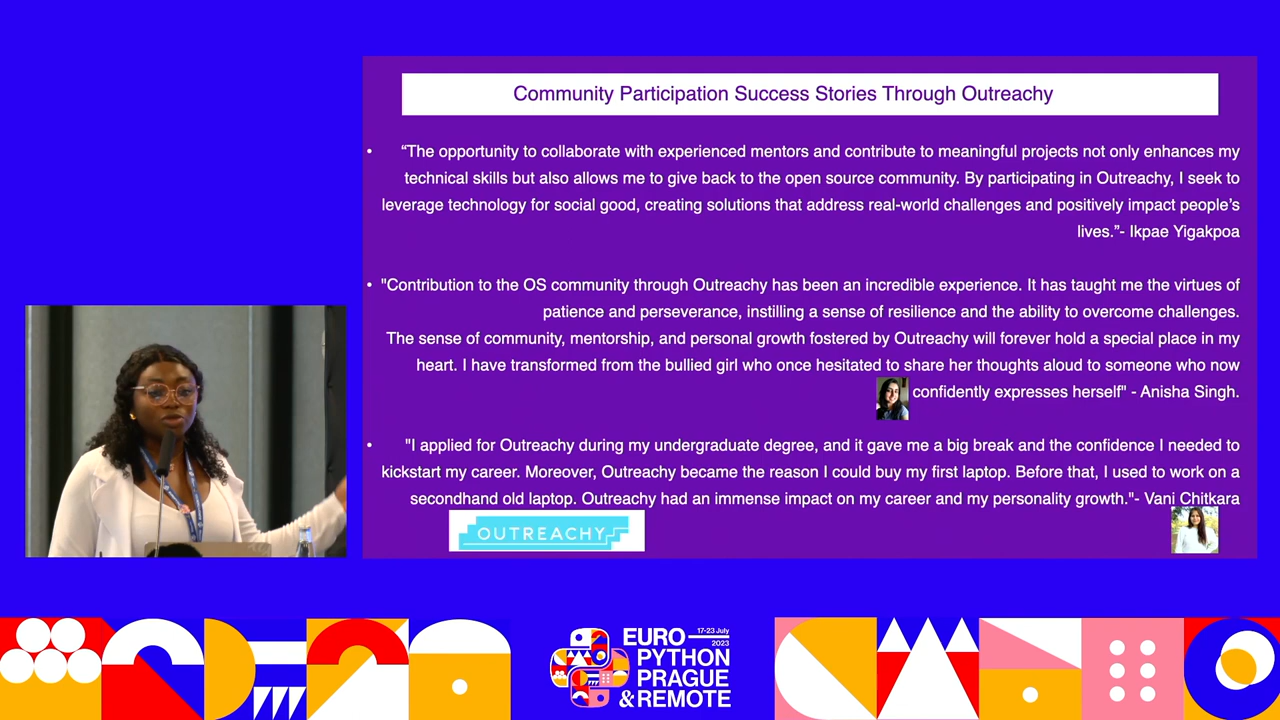 Community Participation Success Stories Through Outreachy
• “The opportunity to collaborate with experienced mentors and contribute to meaningful projects not only enhances my
technical skills but also allows me to give back to the open source community. By participating in Outreachy, I seek to
leverage technology for social good, creating solutions that address real-world challenges and positively impact people’s
lives.”- Ikpae Yigakpoa
• "Contribution to the OS community through Outreachy has been an incredible experience. It has taught me the virtues of
patience and perseverance, instilling a sense of resilience and the ability to overcome challenges.
The sense of community, mentorship, and personal growth fostered by Outreachy will forever hold a special place in my
heart. I have transformed from the bullied girl who once hesitated to share her thoughts aloud to someone who now
confidently expresses herself" - Anisha Singh.
• "I applied for Outreachy during my undergraduate degree, and it gave me a big break and the confidence I needed to
kickstart my career. Moreover, Outreachy became the reason I could buy my first laptop. Before that, I used to work on a
secondhand old laptop. Outreachy had an immense impact on my career and my personality growth."- Vani Chitkara
OUTREACHY
EURO 17-23 July 2023
PYTHON
PRAGUE
& REMOTE